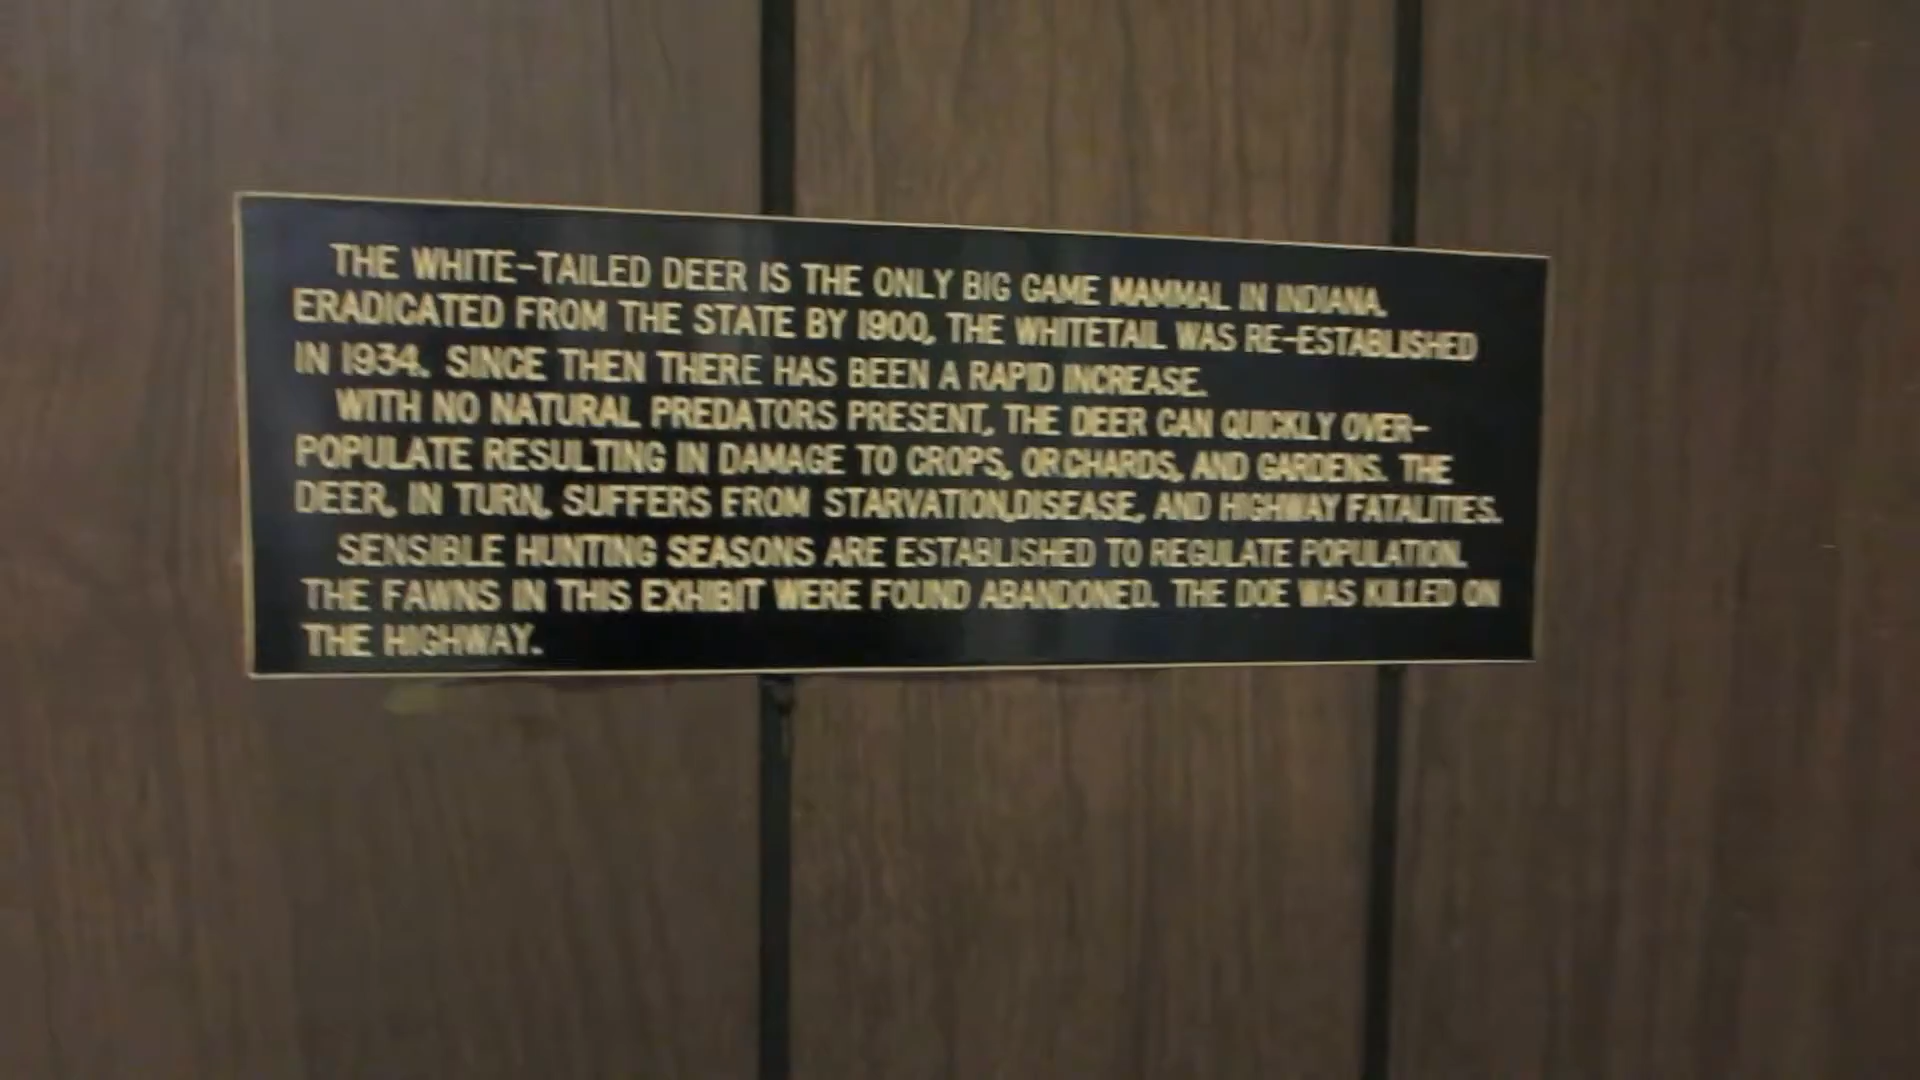 THE WHITE-TAILED DEER IS THE ONLY BIG GAME MAMMAL IN INDIANA.
ERADICATED FROM THE STATE BY 1900, THE WHITETAIL WAS RE-ESTABLISHED
IN 1934. SINCE THEN THERE HAS BEEN A RAPID INCREASE.
WITH NO NATURAL PREDATORS PRESENT, THE DEER CAN QUICKLY OVER-
POPULATE RESULTING IN DAMAGE TO CROPS, ORCHARDS, AND GARDENS. THE
DEER, IN TURN, SUFFERS FROM STARVATION,DISEASE, AND HIGHWAY FATALITIES.
SENSIBLE HUNTING SEASONS ARE ESTABLISHED TO REGULATE POPULATION.
THE FAWNS IN THIS EXHIBIT WERE FOUND ABANDONED. THE DOE WAS KILLED ON
THE HIGHWAY.